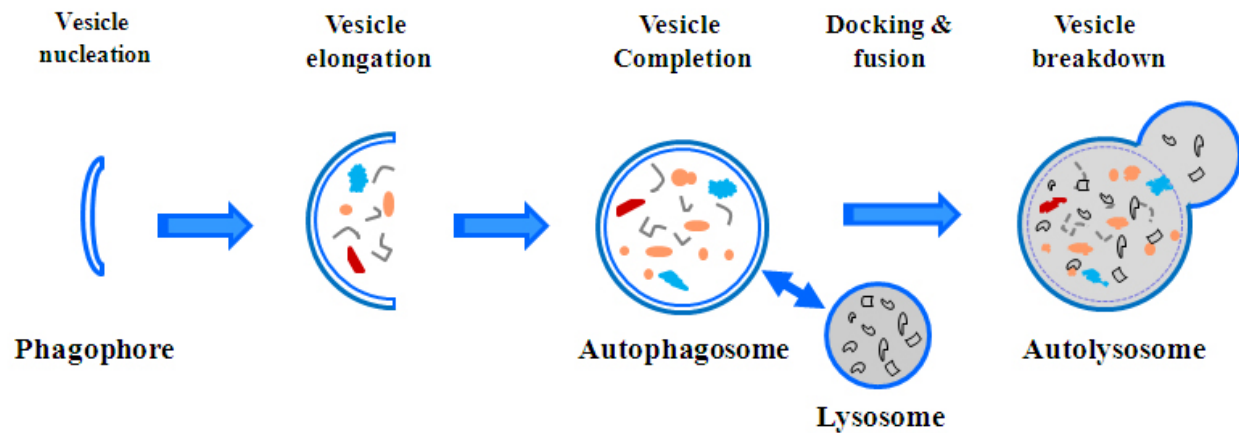 Vesicle
nucleation
Vesicle
elongation
Vesicle
Completion
Docking &
fusion
Vesicle
breakdown
Phagophore
Autophagosome
Autolysosome
Lysosome